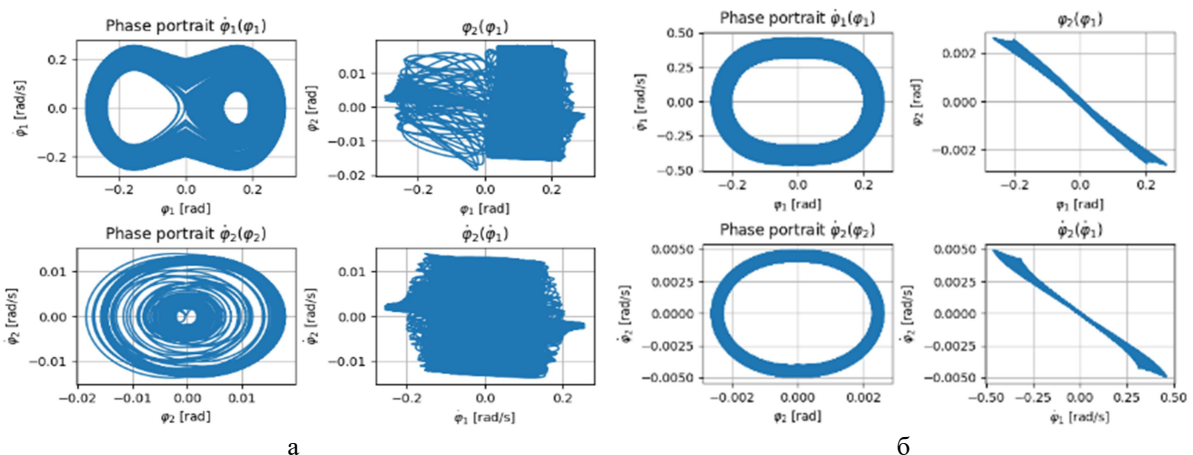 Phase portrait φ̇₁(φ₁)
φ₂(φ₁)
Phase portrait φ̇₁(φ₁)
φ₂(φ₁)
0.2
0.0
−0.2
φ̇₁ [rad/s]
−0.2 0.0 0.2
φ₁ [rad]
0.01
0.00
−0.01
−0.02
φ₂ [rad]
−0.2 0.0 0.2
φ₁ [rad]
0.50
0.25
0.00
−0.25
−0.50
φ̇₁ [rad/s]
−0.2 0.0 0.2
φ₁ [rad]
0.002
0.000
−0.002
φ₂ [rad]
−0.2 0.0 0.2
φ₁ [rad]
Phase portrait φ̇₂(φ₂)
φ̇₂(φ̇₁)
Phase portrait φ̇₂(φ₂)
φ̇₂(φ̇₁)
0.01
0.00
−0.01
φ̇₂ [rad/s]
−0.02 −0.01 0.00 0.01
φ₂ [rad]
0.01
0.00
−0.01
φ̇₂ [rad/s]
−0.2 0.0 0.2
φ̇₁ [rad/s]
0.0050
0.0025
0.0000
−0.0025
−0.0050
φ̇₂ [rad/s]
−0.002 0.000 0.002
φ₂ [rad]
0.0050
0.0025
0.0000
−0.0025
−0.0050
φ̇₂ [rad/s]
−0.50 −0.25 0.00 0.25 0.50
φ̇₁ [rad/s]
а
б